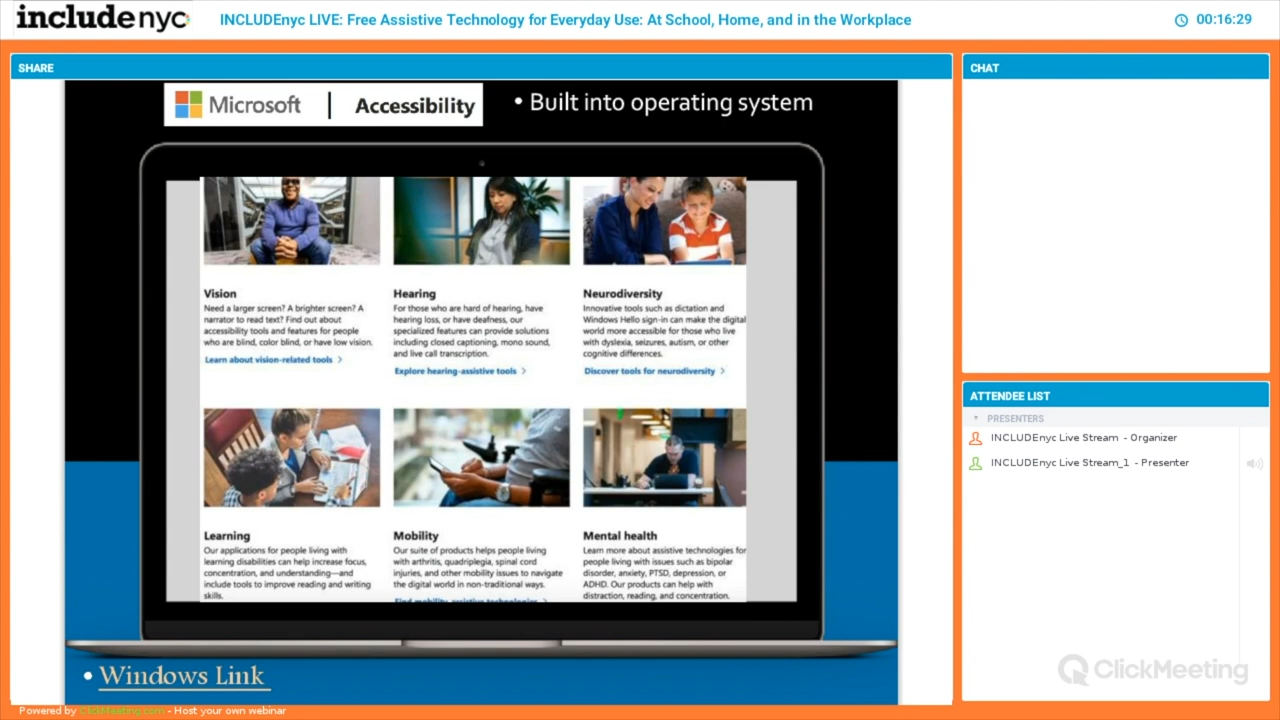 includenyc
INCLUDEnyc LIVE: Free Assistive Technology for Everyday Use: At School, Home, and in the Workplace
00:16:29
SHARE
Microsoft | Accessibility
• Built into operating system
Vision
Need a larger screen? A brighter screen? A
narrator to read text? Find out about
accessibility tools and features for people
who are blind, color blind, or have low vision.
Learn about vision-related tools >
Hearing
For those who are hard of hearing, have
hearing loss, or have deafness, our
specialized features can provide solutions
including closed captioning, mono sound,
and live call transcription.
Explore hearing-assistive tools >
Neurodiversity
Innovative tools such as dictation and
Windows Hello sign-in can make the digital
world more accessible for those who live
with dyslexia, seizures, autism, or other
cognitive differences.
Discover tools for neurodiversity >
Learning
Our applications for people living with
learning disabilities can help increase focus,
concentration, and understanding—and
include tools to improve reading and writing
skills.
Mobility
Our suite of products helps people living
with arthritis, quadriplegia, spinal cord
injuries, and other mobility issues to navigate
the digital world in non-traditional ways.
Find mobility-assistive technologies >
Mental health
Learn more about assistive technologies for
people living with issues such as bipolar
disorder, anxiety, PTSD, depression, or
ADHD. Our products can help with
distraction, reading, and concentration.
• Windows Link
CHAT
ATTENDEE LIST
PRESENTERS
INCLUDEnyc Live Stream - Organizer
INCLUDEnyc Live Stream_1 - Presenter
ClickMeeting
Powered by ClickMeeting.com - Host your own webinar